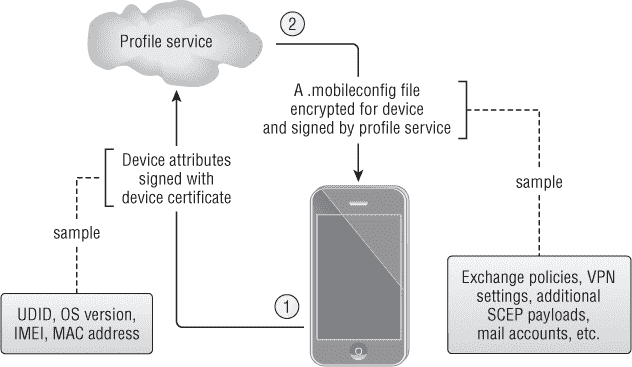 Profile service
2
A .mobileconfig file
encrypted for device
and signed by profile service
Device attributes
signed with
device certificate
sample
sample
UDID, OS version,
IMEI, MAC address
1
Exchange policies, VPN
settings, additional
SCEP payloads,
mail accounts, etc.